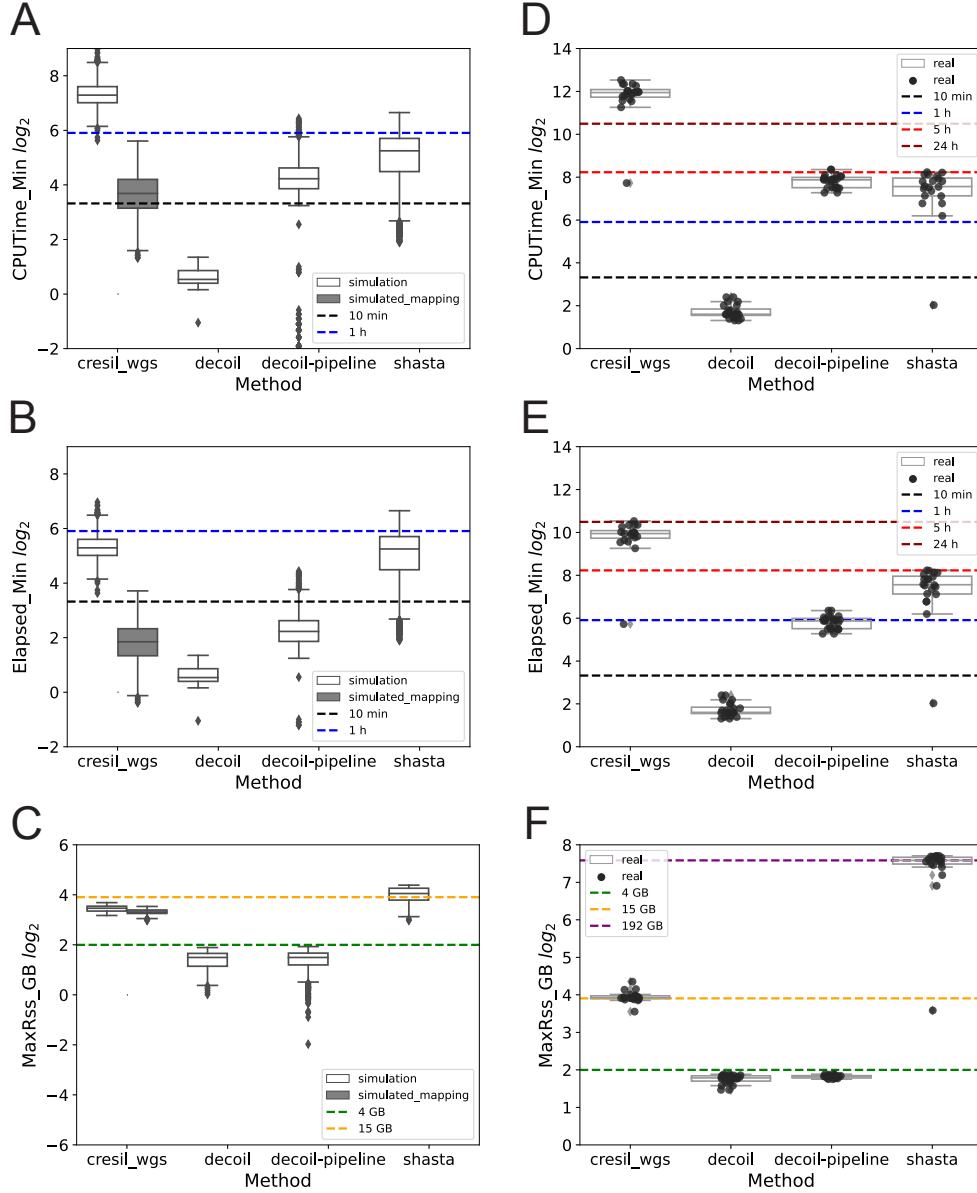 A
CPUTime_Min log2
8
6
4
2
0
−2
simulation
simulated_mapping
10 min
1 h
cresil_wgs
decoil
decoil-pipeline
shasta
Method
D
CPUTime_Min log2
14
12
10
8
6
4
2
0
real
real
10 min
1 h
5 h
24 h
cresil_wgs
decoil
decoil-pipeline
shasta
Method
B
Elapsed_Min log2
8
6
4
2
0
−2
simulation
simulated_mapping
10 min
1 h
cresil_wgs
decoil
decoil-pipeline
shasta
Method
E
Elapsed_Min log2
14
12
10
8
6
4
2
0
real
real
10 min
1 h
5 h
24 h
cresil_wgs
decoil
decoil-pipeline
shasta
Method
C
MaxRss_GB log2
6
4
2
0
−2
−4
−6
simulation
simulated_mapping
4 GB
15 GB
cresil_wgs
decoil
decoil-pipeline
shasta
Method
F
MaxRss_GB log2
8
7
6
5
4
3
2
1
0
real
real
4 GB
15 GB
192 GB
cresil_wgs
decoil
decoil-pipeline
shasta
Method